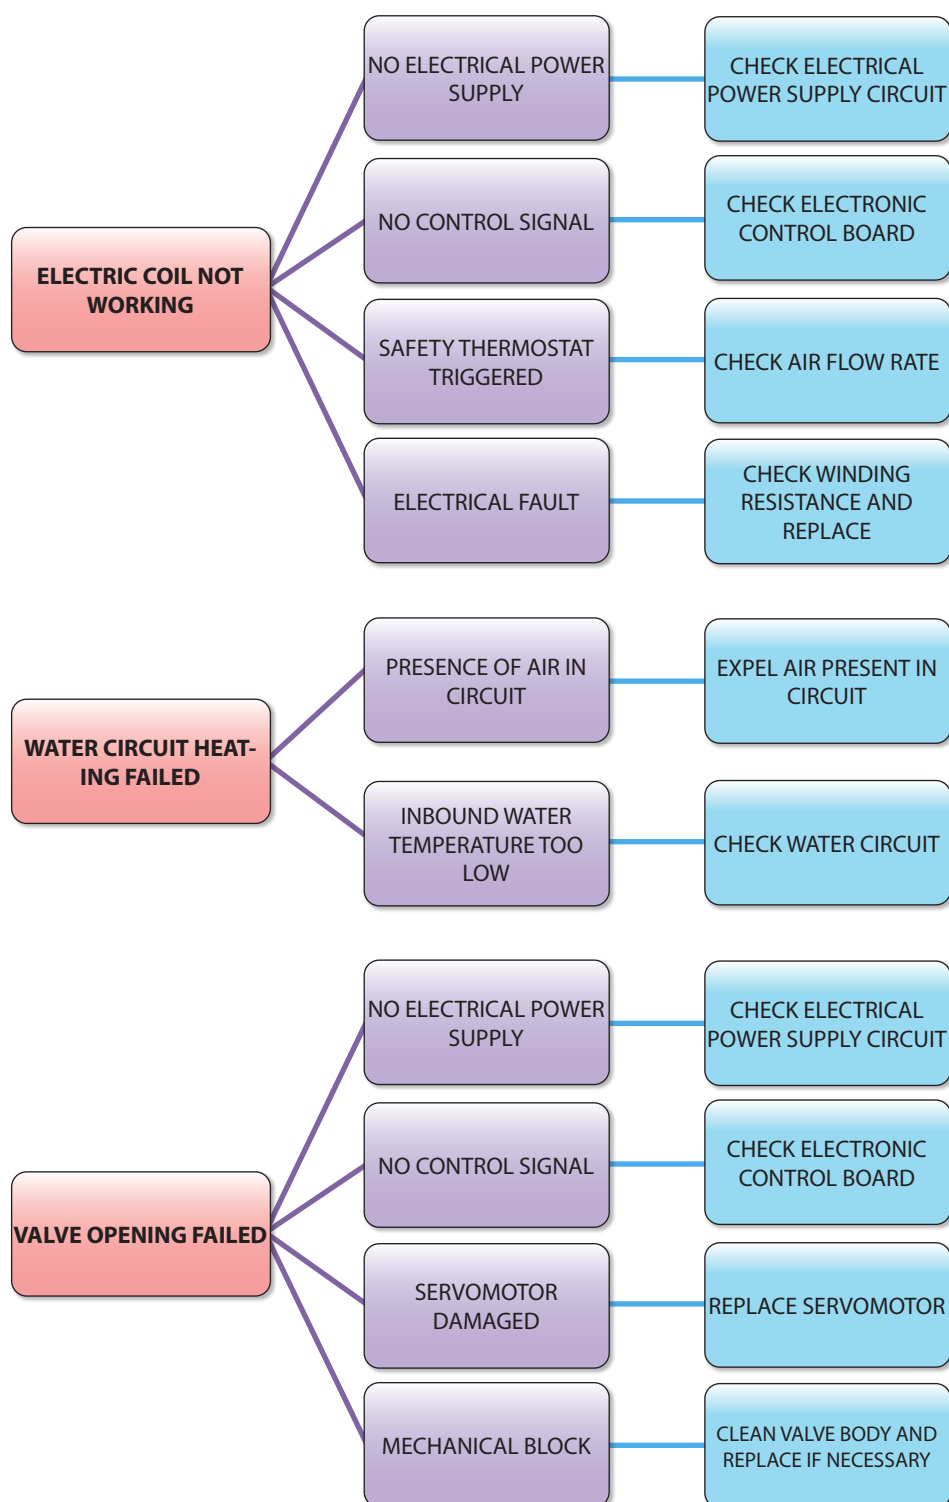 NO ELECTRICAL POWER
SUPPLY
CHECK ELECTRICAL
POWER SUPPLY CIRCUIT
NO CONTROL SIGNAL
CHECK ELECTRONIC
CONTROL BOARD
ELECTRIC COIL NOT
WORKING
SAFETY THERMOSTAT
TRIGGERED
CHECK AIR FLOW RATE
ELECTRICAL FAULT
CHECK WINDING
RESISTANCE AND
REPLACE
PRESENCE OF AIR IN
CIRCUIT
EXPEL AIR PRESENT IN
CIRCUIT
WATER CIRCUIT HEAT-
ING FAILED
INBOUND WATER
TEMPERATURE TOO
LOW
CHECK WATER CIRCUIT
NO ELECTRICAL POWER
SUPPLY
CHECK ELECTRICAL
POWER SUPPLY CIRCUIT
NO CONTROL SIGNAL
CHECK ELECTRONIC
CONTROL BOARD
VALVE OPENING FAILED
SERVOMOTOR
DAMAGED
REPLACE SERVOMOTOR
MECHANICAL BLOCK
CLEAN VALVE BODY AND
REPLACE IF NECESSARY